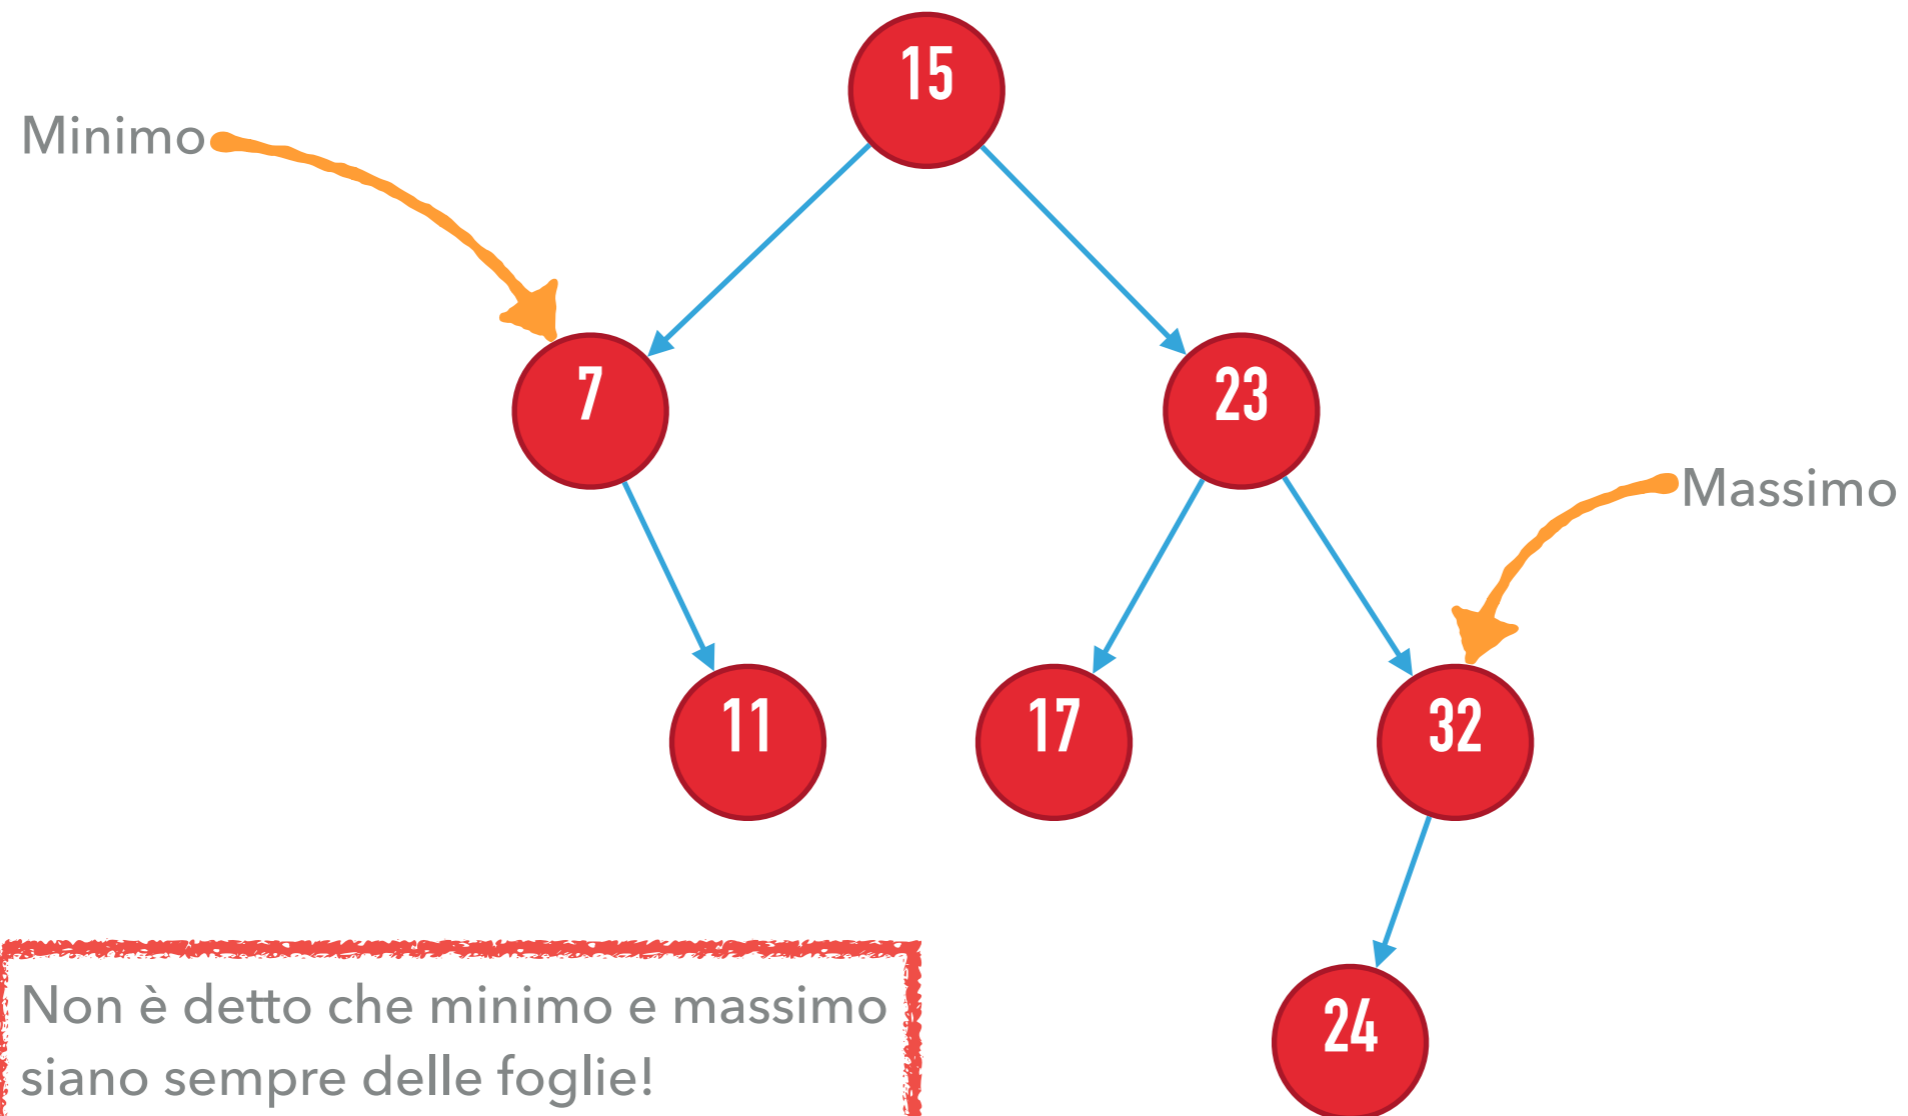 15
Minimo
7
23
Massimo
11
17
32
24
Non è detto che minimo e massimo
siano sempre delle foglie!